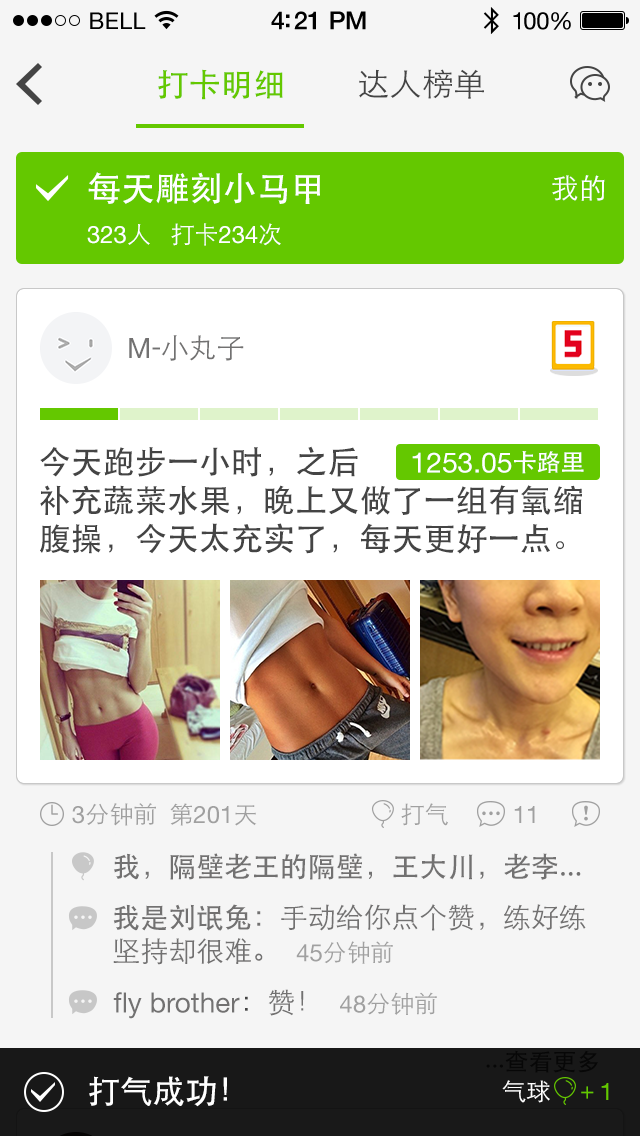 BELL 4:21 PM 100%
打卡明细 达人榜单
每天雕刻小马甲 我的
323人 打卡234次
M-小丸子 5
今天跑步一小时，之后 1253.05卡路里
补充蔬菜水果，晚上又做了一组有氧缩
腹操，今天太充实了，每天更好一点。
3分钟前 第201天 打气 11
我，隔壁老王的隔壁，王大川，老李...
我是刘氓兔：手动给你点个赞，练好练
坚持却很难。 45分钟前
fly brother：赞！ 48分钟前
...查看更多
打气成功！ 气球+1